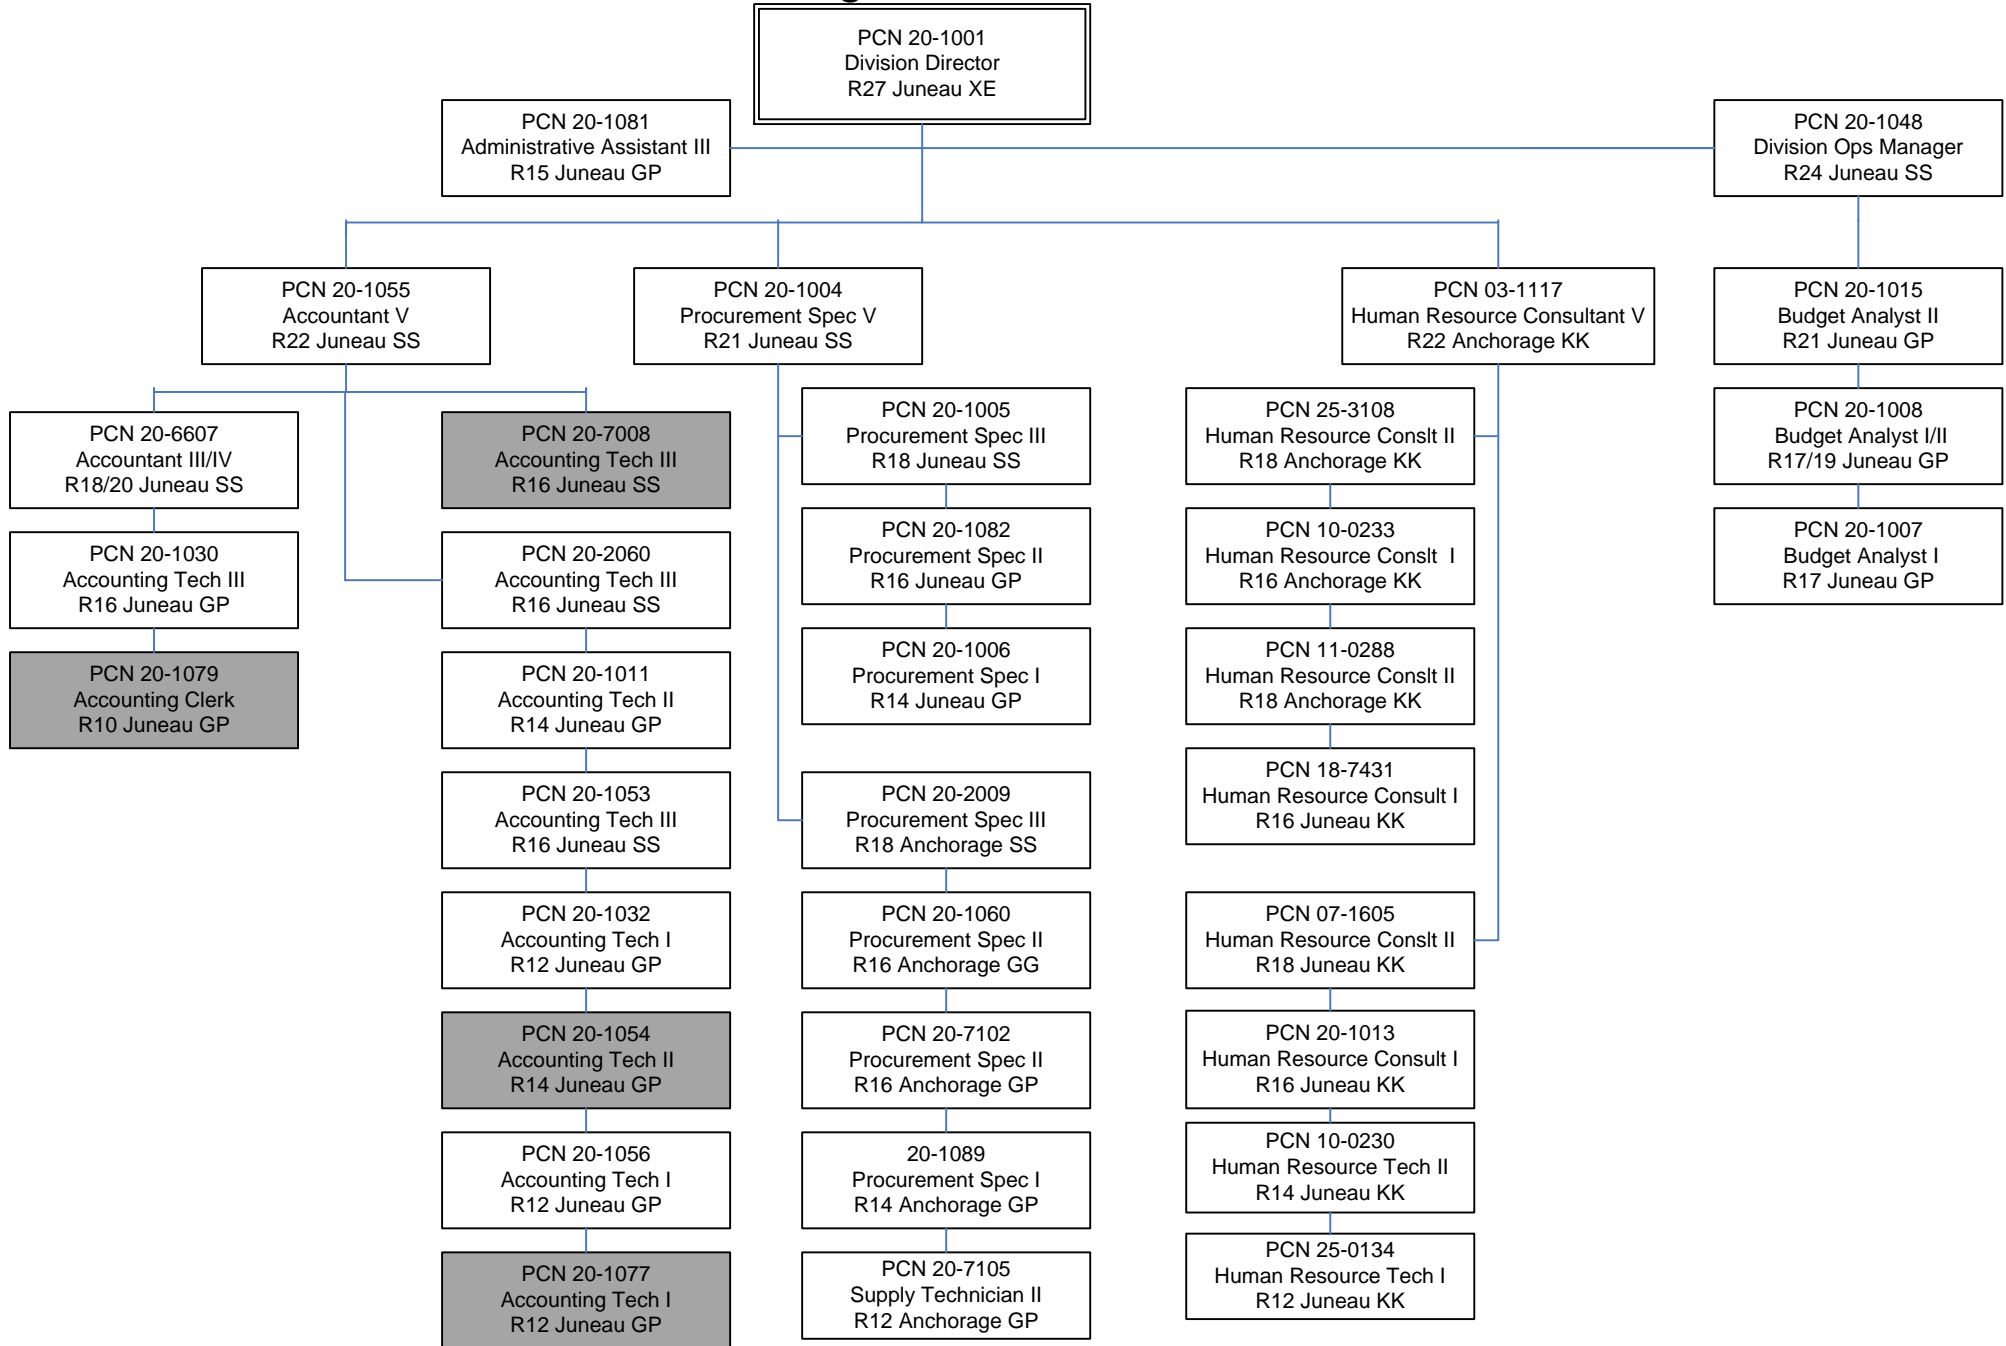 PCN 20-1001
Division Director
R27 Juneau XE
PCN 20-1081
Administrative Assistant III
R15 Juneau GP
PCN 20-1048
Division Ops Manager
R24 Juneau SS
PCN 20-1055
Accountant V
R22 Juneau SS
PCN 20-1004
Procurement Spec V
R21 Juneau SS
PCN 03-1117
Human Resource Consultant V
R22 Anchorage KK
PCN 20-1015
Budget Analyst II
R21 Juneau GP
PCN 20-6607
Accountant III/IV
R18/20 Juneau SS
PCN 20-1030
Accounting Tech III
R16 Juneau GP
PCN 20-1079
Accounting Clerk
R10 Juneau GP
PCN 20-7008
Accounting Tech III
R16 Juneau SS
PCN 20-2060
Accounting Tech III
R16 Juneau SS
PCN 20-1011
Accounting Tech II
R14 Juneau GP
PCN 20-1053
Accounting Tech III
R16 Juneau SS
PCN 20-1032
Accounting Tech I
R12 Juneau GP
PCN 20-1054
Accounting Tech II
R14 Juneau GP
PCN 20-1056
Accounting Tech I
R12 Juneau GP
PCN 20-1077
Accounting Tech I
R12 Juneau GP
PCN 20-1005
Procurement Spec III
R18 Juneau SS
PCN 20-1082
Procurement Spec II
R16 Juneau GP
PCN 20-1006
Procurement Spec I
R14 Juneau GP
PCN 20-2009
Procurement Spec III
R18 Anchorage SS
PCN 20-1060
Procurement Spec II
R16 Anchorage GG
PCN 20-7102
Procurement Spec II
R16 Anchorage GP
20-1089
Procurement Spec I
R14 Anchorage GP
PCN 20-7105
Supply Technician II
R12 Anchorage GP
PCN 25-3108
Human Resource Conslt II
R18 Anchorage KK
PCN 10-0233
Human Resource Conslt  I
R16 Anchorage KK
PCN 11-0288
Human Resource Conslt II
R18 Anchorage KK
PCN 18-7431
Human Resource Consult I
R16 Juneau KK
PCN 07-1605
Human Resource Conslt II
R18 Juneau KK
PCN 20-1013
Human Resource Consult I
R16 Juneau KK
PCN 10-0230
Human Resource Tech II
R14 Juneau KK
PCN 25-0134
Human Resource Tech I
R12 Juneau KK
PCN 20-1008
Budget Analyst I/II
R17/19 Juneau GP
PCN 20-1007
Budget Analyst I
R17 Juneau GP